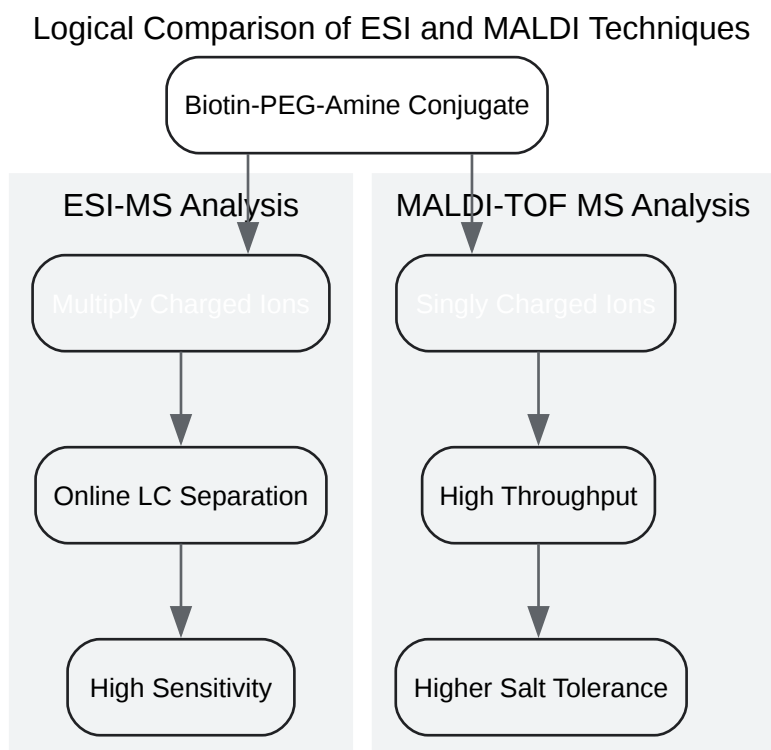 Logical Comparison of ESI and MALDI Techniques
Biotin-PEG-Amine Conjugate
ESI-MS Analysis
MALDI-TOF MS Analysis
Multiply Charged Ions
Singly Charged Ions
Online LC Separation
High Throughput
High Sensitivity
Higher Salt Tolerance